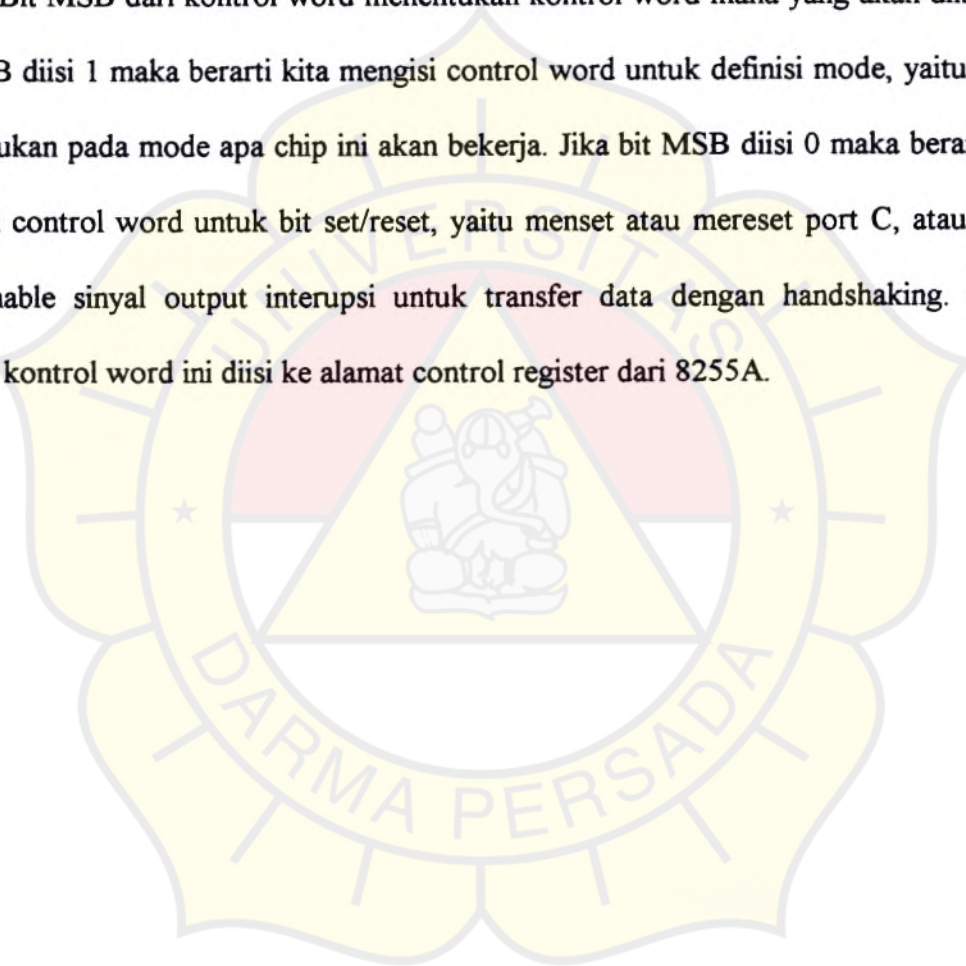 Bit MSB dari kontrol word menentukan kontrol word mana yang akan
diisi 1 maka berarti kita mengisi control word untuk definisi mode, yaitu
pada mode apa chip ini akan bekerja. Jika bit MSB diisi 0 maka
control word untuk bit set/reset, yaitu menset atau mereset port C, atau
sinyal output interupsi untuk transfer data dengan handshaking.
kontrol word ini diisi ke alamat control register dari 8255A.
UNIVERSITAS
DARMA PERSADA